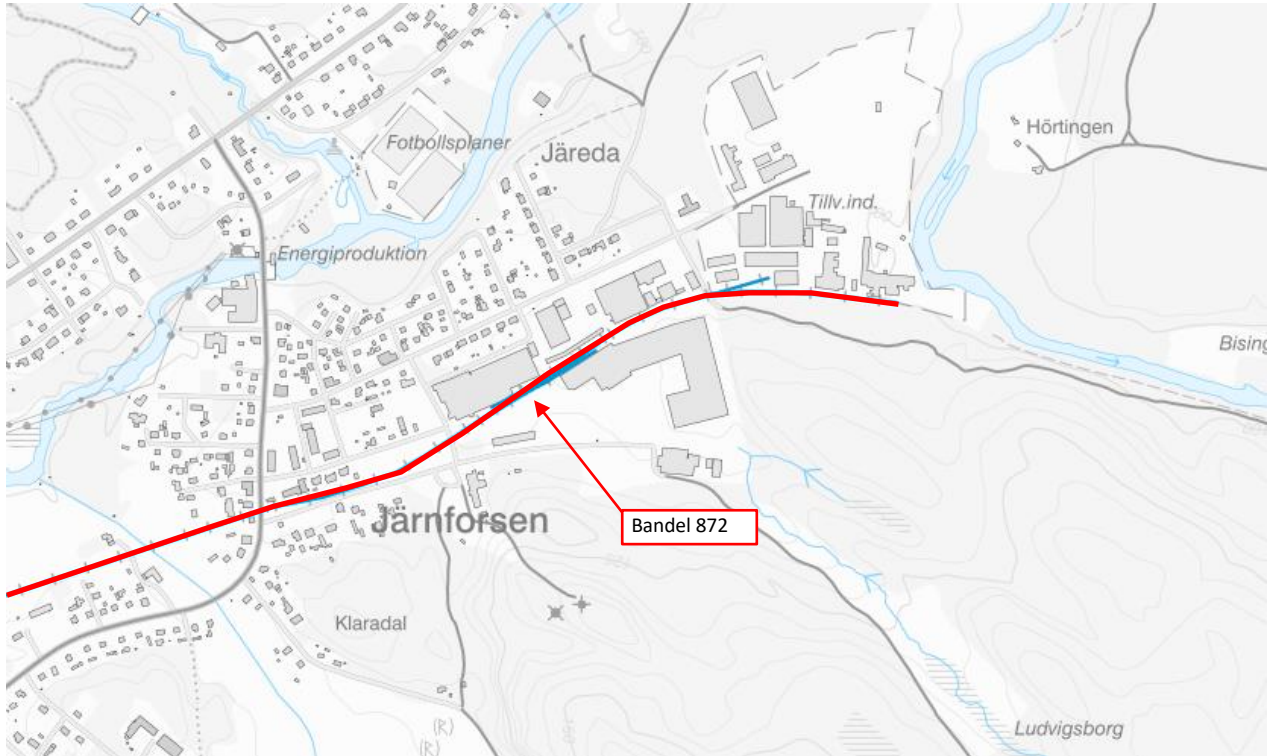 Fotbollsplaner
Järeda
Hörtingen
Tillv.ind.
Energiproduktion
Bising
Järnforsen
Bandel 872
Klaradal
(R)
(R)
Ludvigsborg